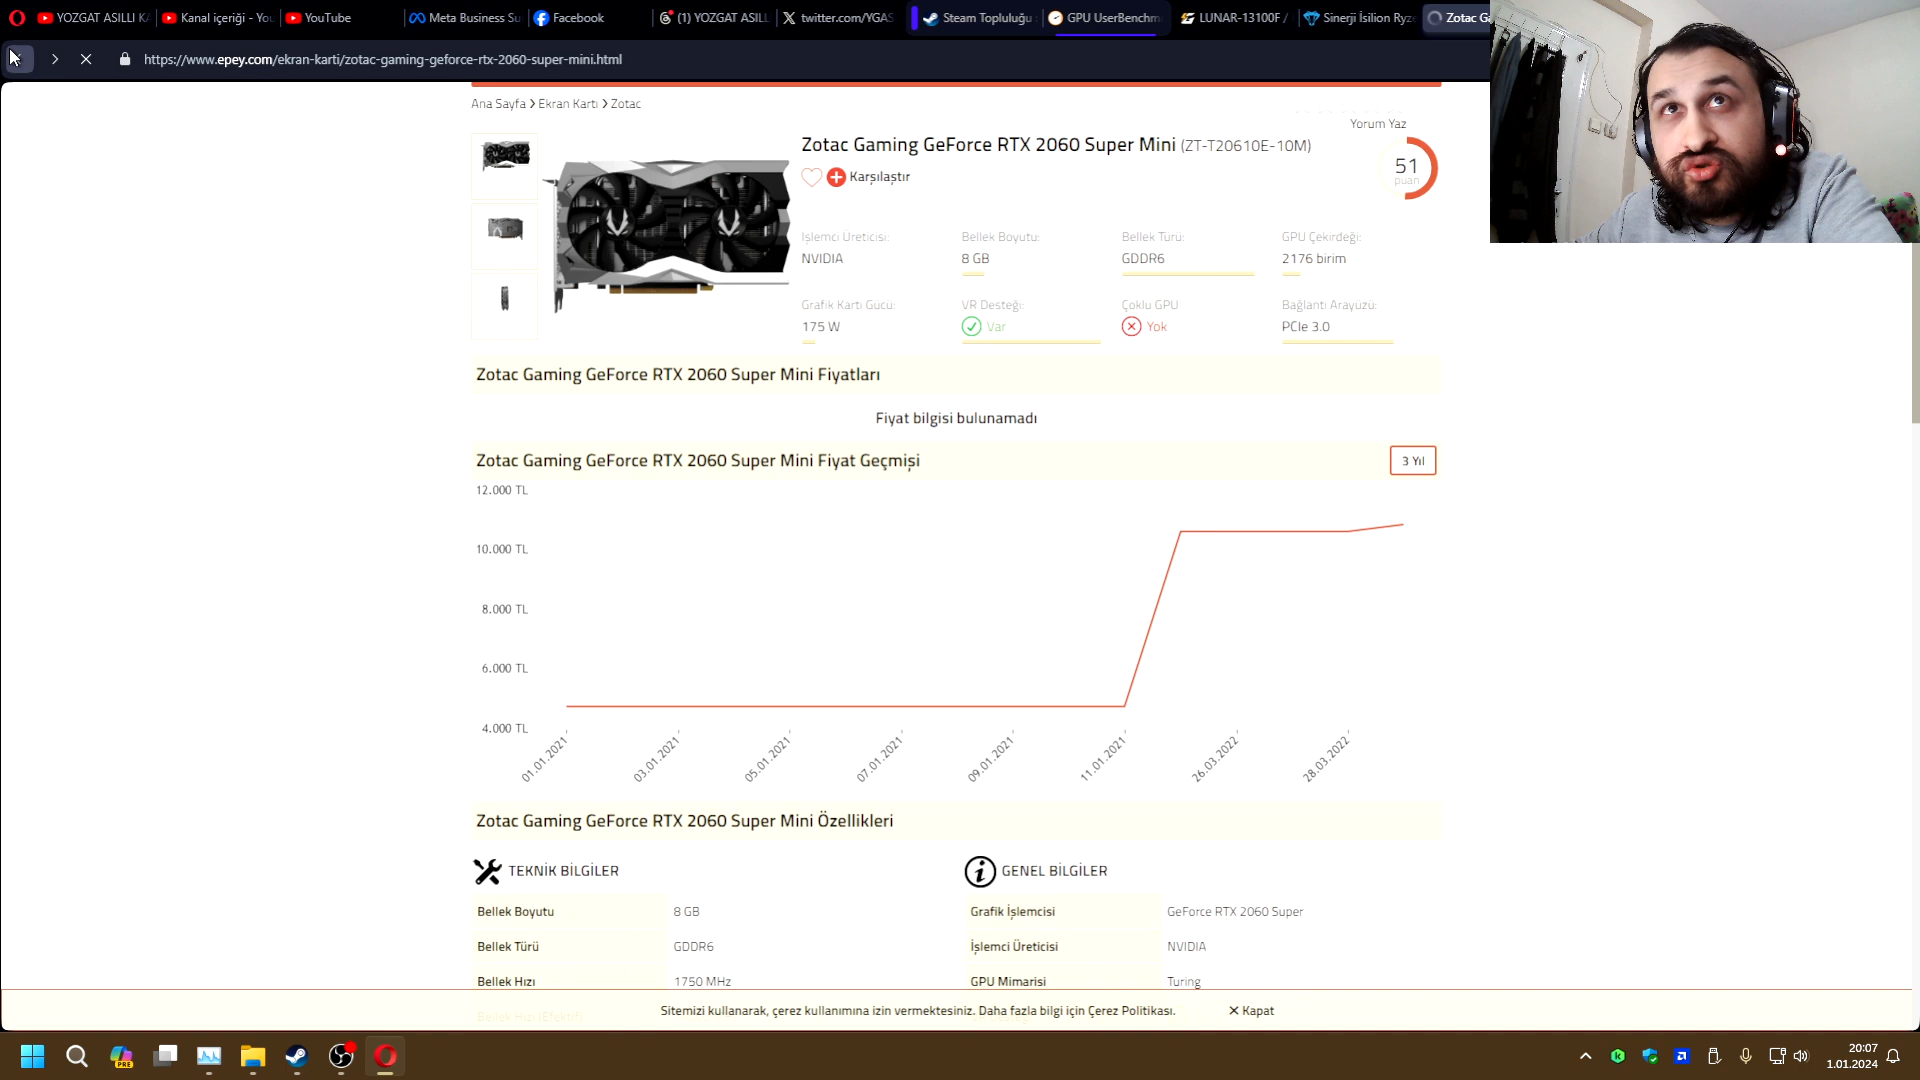 YOZGAT ASILLI KA
Kanal içeriği - You
YouTube
Meta Business Su
Facebook
(1) YOZGAT ASILL
twitter.com/YGAS
Steam Topluluğu
GPU UserBenchm
LUNAR-13100F /
Sinerji İsilion Ryze
Zotac Ga
https://www.epey.com/ekran-karti/zotac-gaming-geforce-rtx-2060-super-mini.html
Ana Sayfa > Ekran Kartı > Zotac
Yorum Yaz
Zotac Gaming GeForce RTX 2060 Super Mini (ZT-T20610E-10M)
Karşılaştır
51
puan
İşlemci Üreticisi:
Bellek Boyutu:
Bellek Türü:
GPU Çekirdeği:
NVIDIA
8 GB
GDDR6
2176 birim
Grafik Kartı Gücü:
VR Desteği:
Çoklu GPU
Bağlantı Arayüzü:
175 W
Var
Yok
PCIe 3.0
Zotac Gaming GeForce RTX 2060 Super Mini Fiyatları
Fiyat bilgisi bulunamadı
Zotac Gaming GeForce RTX 2060 Super Mini Fiyat Geçmişi
3 Yıl
12.000 TL
10.000 TL
8.000 TL
6.000 TL
4.000 TL
01.01.2021
03.01.2021
05.01.2021
07.01.2021
09.01.2021
11.01.2021
26.03.2022
28.03.2022
Zotac Gaming GeForce RTX 2060 Super Mini Özellikleri
TEKNİK BİLGİLER
GENEL BİLGİLER
Bellek Boyutu
8 GB
Grafik İşlemcisi
GeForce RTX 2060 Super
Bellek Türü
GDDR6
İşlemci Üreticisi
NVIDIA
Bellek Hızı
1750 MHz
GPU Mimarisi
Turing
Bellek Hızı (Efektif)
Sitemizi kullanarak, çerez kullanımına izin vermektesiniz. Daha fazla bilgi için Çerez Politikası.
✕ Kapat
PRE
20:07
1.01.2024